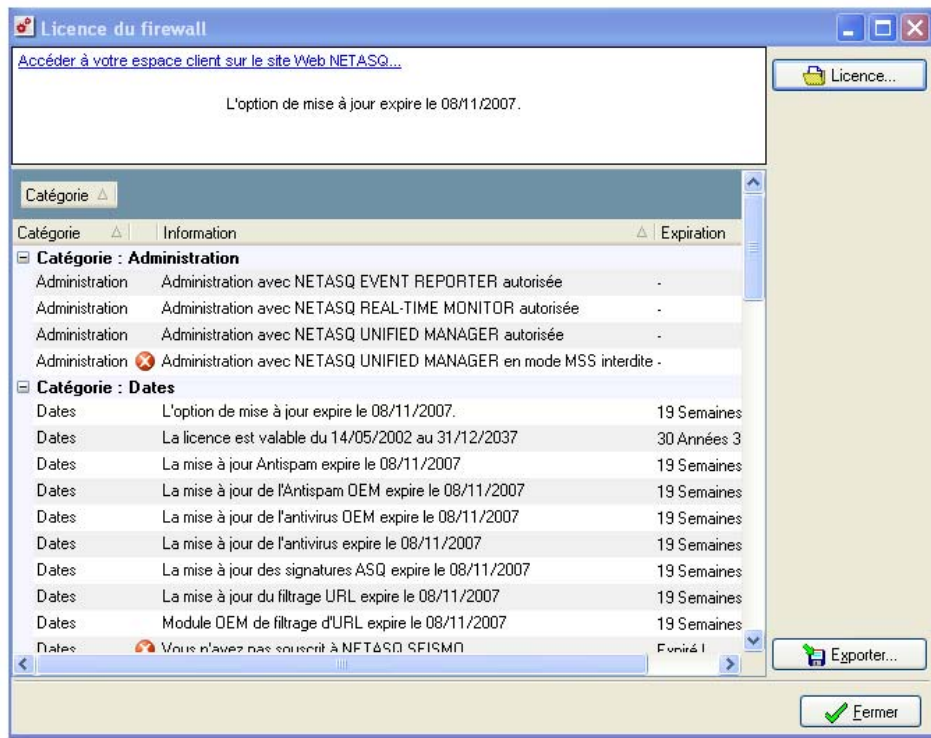 Licence du firewall
Accéder à votre espace client sur le site Web NETASQ...
Licence...
L'option de mise à jour expire le 08/11/2007.
Catégorie
Catégorie Information Expiration
Catégorie : Administration
Administration Administration avec NETASQ EVENT REPORTER autorisée -
Administration Administration avec NETASQ REAL-TIME MONITOR autorisée -
Administration Administration avec NETASQ UNIFIED MANAGER autorisée -
Administration Administration avec NETASQ UNIFIED MANAGER en mode MSS interdite -
Catégorie : Dates
Dates L'option de mise à jour expire le 08/11/2007. 19 Semaines
Dates La licence est valable du 14/05/2002 au 31/12/2037 30 Années 3
Dates La mise à jour Antispam expire le 08/11/2007 19 Semaines
Dates La mise à jour de l'Antispam OEM expire le 08/11/2007 19 Semaines
Dates La mise à jour de l'antivirus OEM expire le 08/11/2007 19 Semaines
Dates La mise à jour de l'antivirus expire le 08/11/2007 19 Semaines
Dates La mise à jour des signatures ASQ expire le 08/11/2007 19 Semaines
Dates La mise à jour du filtrage URL expire le 08/11/2007 19 Semaines
Dates Module OEM de filtrage d'URL expire le 08/11/2007 19 Semaines
Dates Vous n'avez pas souscrit à NETASQ SEISMO Expiré !
Exporter...
Fermer